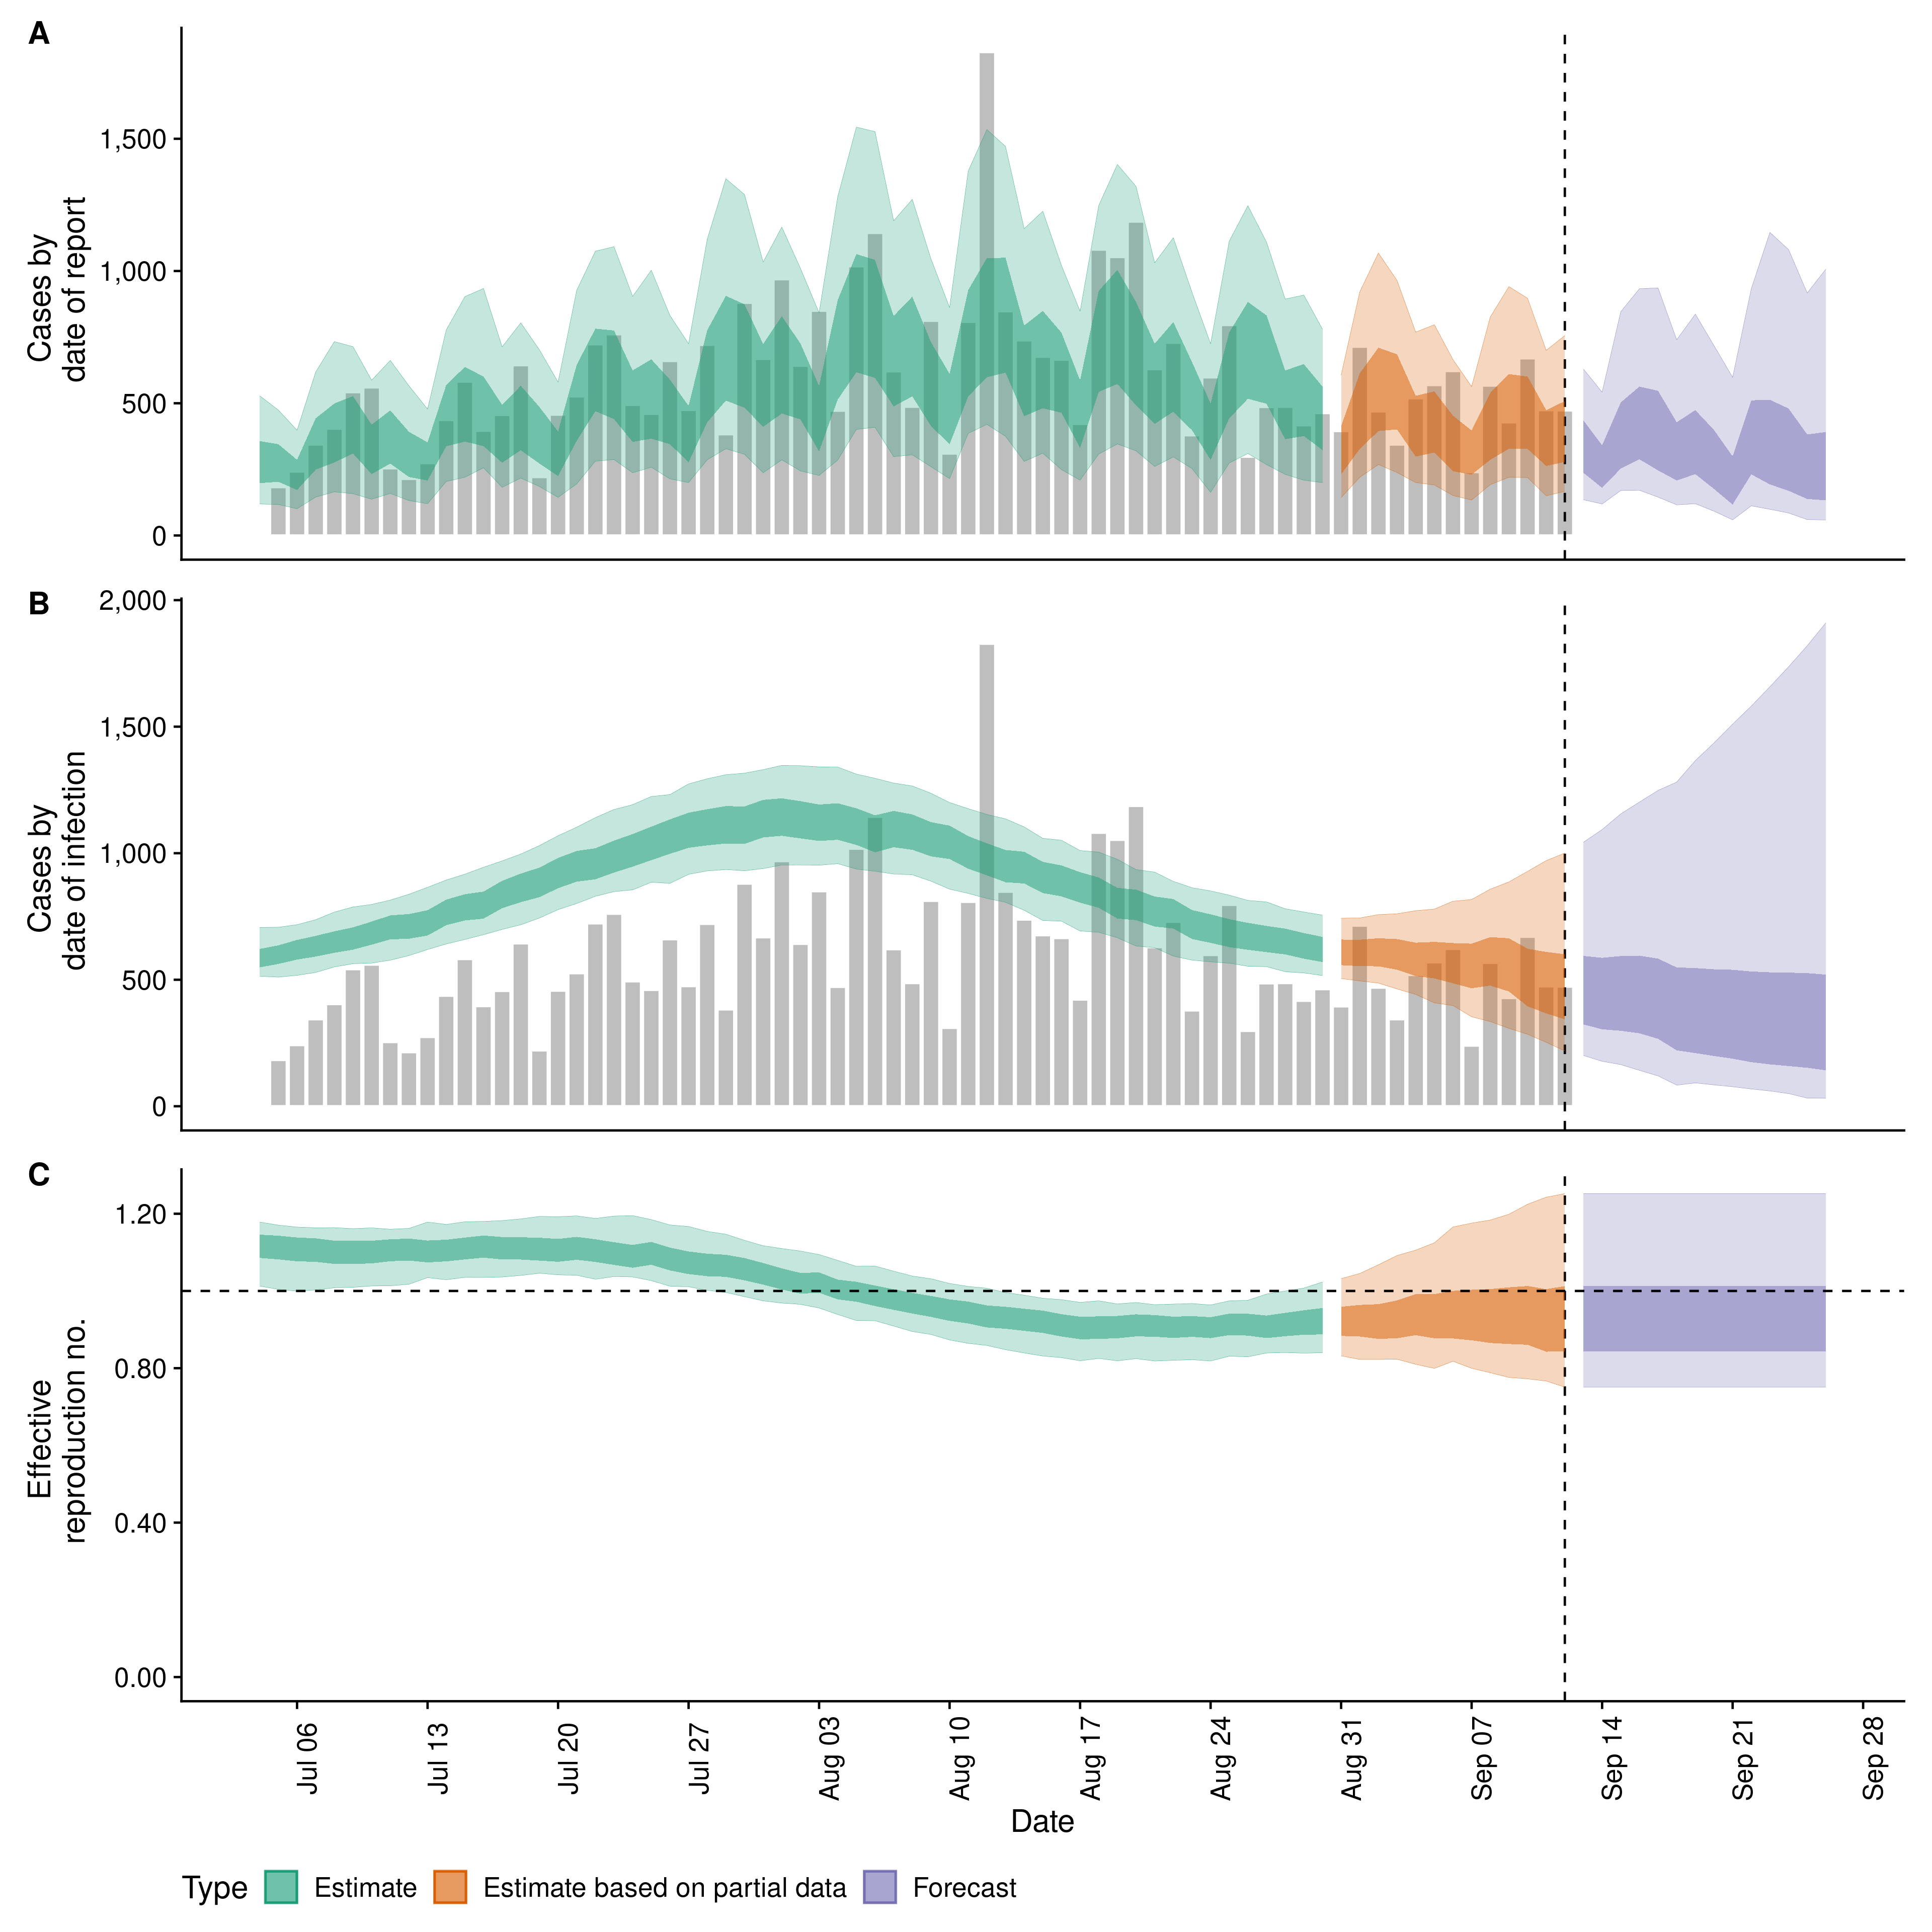 A
Cases by
date of report
1,500
1,000
500
0
B
Cases by
date of infection
2,000
1,500
1,000
500
0
C
Effective
reproduction no.
1.20
0.80
0.40
0.00
Jul 06
Jul 13
Jul 20
Jul 27
Aug 03
Aug 10
Aug 17
Aug 24
Aug 31
Sep 07
Sep 14
Sep 21
Sep 28
Date
Type Estimate Estimate based on partial data Forecast